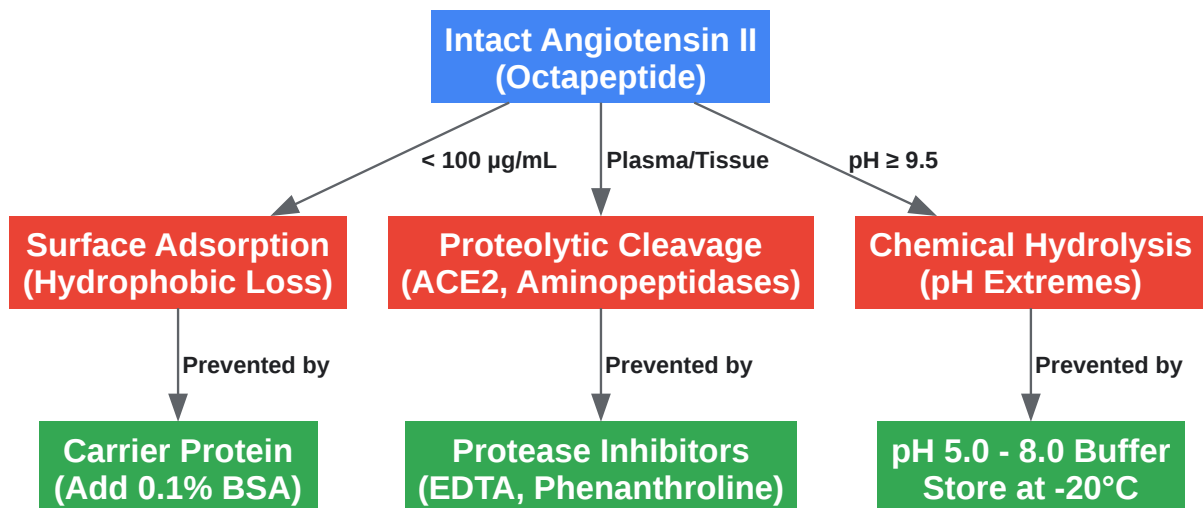 Intact Angiotensin II
(Octapeptide)
< 100 µg/mL
Plasma/Tissue
pH ≥ 9.5
Surface Adsorption
(Hydrophobic Loss)
Proteolytic Cleavage
(ACE2, Aminopeptidases)
Chemical Hydrolysis
(pH Extremes)
Prevented by
Prevented by
Prevented by
Carrier Protein
(Add 0.1% BSA)
Protease Inhibitors
(EDTA, Phenanthroline)
pH 5.0 - 8.0 Buffer
Store at -20°C